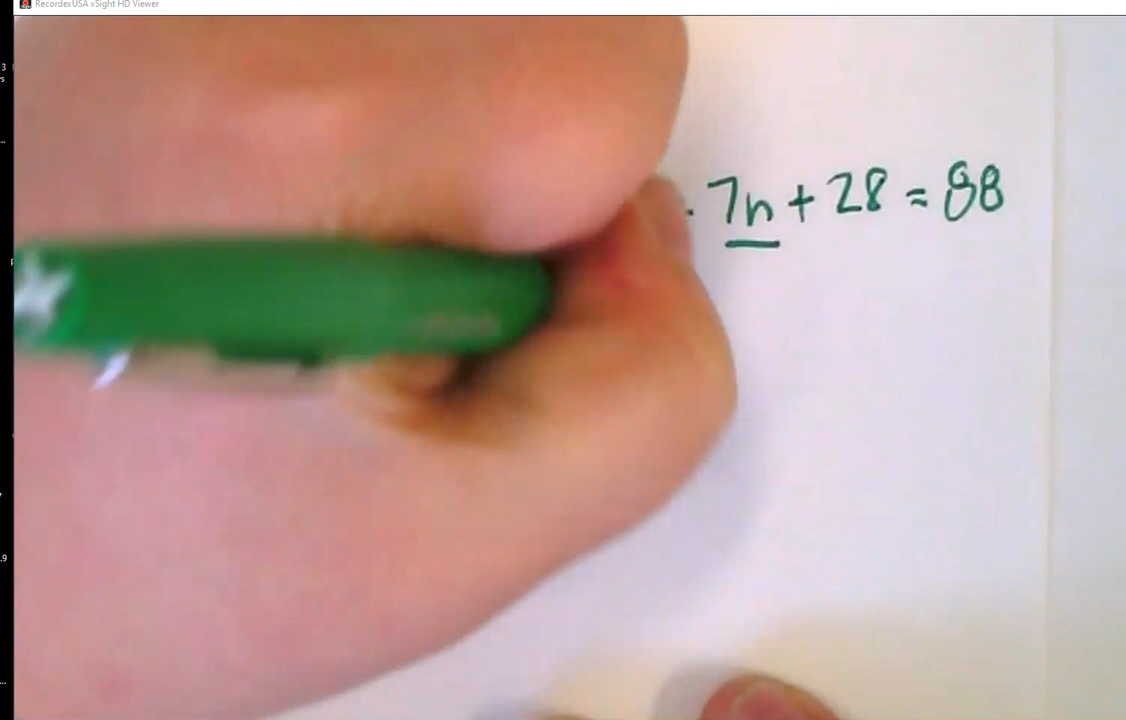 RecordexUSA xSight HD Viewer
. 7n + 28 = 88